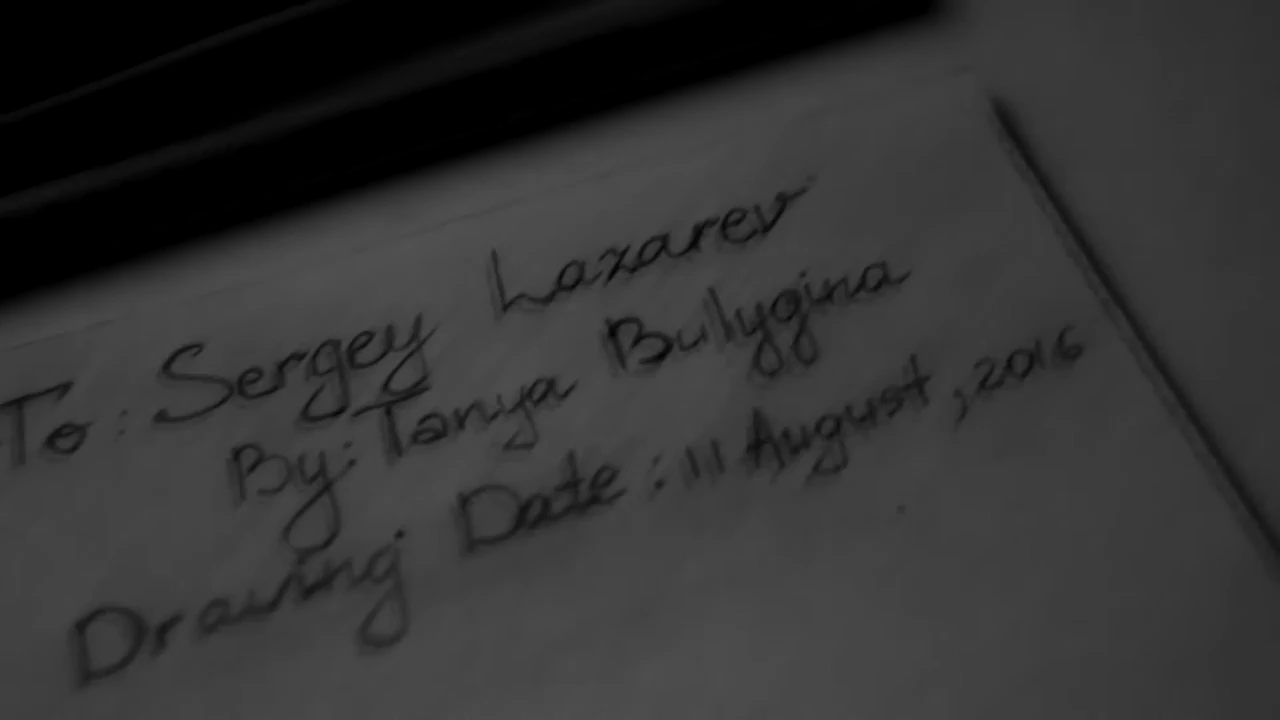 To: Sergey Lazarev
By: Tanya Bulygina
Drawing Date: 11 August, 2016